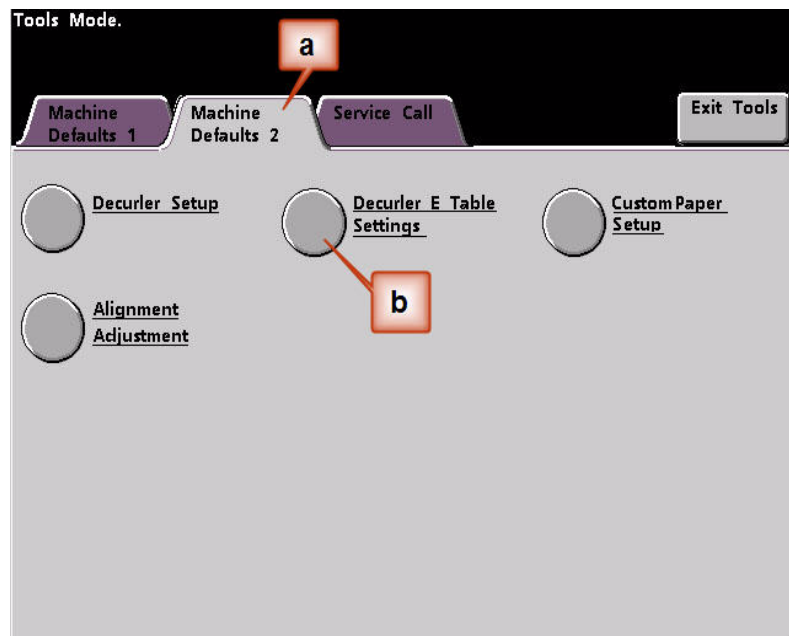 Tools Mode.
a
Machine
Defaults 1
Machine
Defaults 2
Service Call
Exit Tools
Decurler Setup
Decurler E Table
Settings
Custom Paper
Setup
b
Alignment
Adjustment